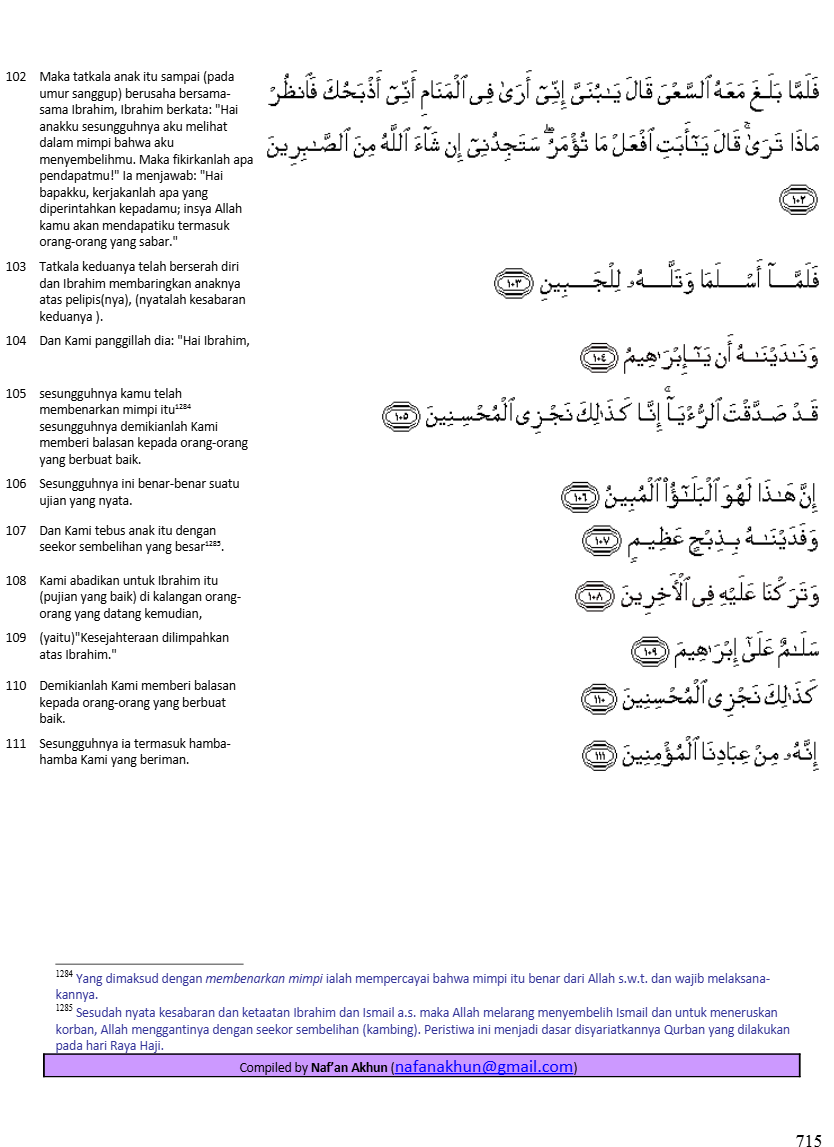 102 Maka tatkala anak itu sampai (pada
umur sanggup) berusaha bersama-
sama Ibrahim, Ibrahim berkata: "Hai
anakku sesungguhnya aku melihat
dalam mimpi bahwa aku
menyembelihmu. Maka fikirkanlah apa
pendapatmu!" Ia menjawab: "Hai
bapakku, kerjakanlah apa yang
diperintahkan kepadamu; insya Allah
kamu akan mendapatiku termasuk
orang-orang yang sabar."
فَلَمَّا بَلَغَ مَعَهُ ٱلسَّعْىَ قَالَ يَـٰبُنَىَّ إِنِّىٓ أَرَىٰ فِى ٱلْمَنَامِ أَنِّىٓ أَذْبَحُكَ فَٱنظُرْ
مَاذَا تَرَىٰ ۚ قَالَ يَـٰٓأَبَتِ ٱفْعَلْ مَا تُؤْمَرُ ۖ سَتَجِدُنِىٓ إِن شَآءَ ٱللَّهُ مِنَ ٱلصَّـٰبِرِينَ
١٠٢
103 Tatkala keduanya telah berserah diri
dan Ibrahim membaringkan anaknya
atas pelipis(nya), (nyatalah kesabaran
keduanya ).
فَلَمَّآ أَسْلَمَا وَتَلَّهُۥ لِلْجَبِينِ ١٠٣
104 Dan Kami panggillah dia: "Hai Ibrahim,
وَنَـٰدَيْنَـٰهُ أَن يَـٰٓإِبْرَٰهِيمُ ١٠٤
105 sesungguhnya kamu telah
membenarkan mimpi itu1284
sesungguhnya demikianlah Kami
memberi balasan kepada orang-orang
yang berbuat baik.
قَدْ صَدَّقْتَ ٱلرُّءْيَآ ۚ إِنَّا كَذَٰلِكَ نَجْزِى ٱلْمُحْسِنِينَ ١٠٥
106 Sesungguhnya ini benar-benar suatu
ujian yang nyata.
إِنَّ هَـٰذَا لَهُوَ ٱلْبَلَـٰٓؤُا۟ ٱلْمُبِينُ ١٠٦
107 Dan Kami tebus anak itu dengan
seekor sembelihan yang besar1285.
وَفَدَيْنَـٰهُ بِذِبْحٍ عَظِيمٍ ١٠٧
108 Kami abadikan untuk Ibrahim itu
(pujian yang baik) di kalangan orang-
orang yang datang kemudian,
وَتَرَكْنَا عَلَيْهِ فِى ٱلْأَخِرِينَ ١٠٨
109 (yaitu)"Kesejahteraan dilimpahkan
atas Ibrahim."
سَلَـٰمٌ عَلَىٰٓ إِبْرَٰهِيمَ ١٠٩
110 Demikianlah Kami memberi balasan
kepada orang-orang yang berbuat
baik.
كَذَٰلِكَ نَجْزِى ٱلْمُحْسِنِينَ ١١٠
111 Sesungguhnya ia termasuk hamba-
hamba Kami yang beriman.
إِنَّهُۥ مِنْ عِبَادِنَا ٱلْمُؤْمِنِينَ ١١١
1284 Yang dimaksud dengan membenarkan mimpi ialah mempercayai bahwa mimpi itu benar dari Allah s.w.t. dan wajib melaksana-
kannya.
1285 Sesudah nyata kesabaran dan ketaatan Ibrahim dan Ismail a.s. maka Allah melarang menyembelih Ismail dan untuk meneruskan
korban, Allah menggantinya dengan seekor sembelihan (kambing). Peristiwa ini menjadi dasar disyariatkannya Qurban yang dilakukan
pada hari Raya Haji.
Compiled by Naf’an Akhun (nafanakhun@gmail.com)
715